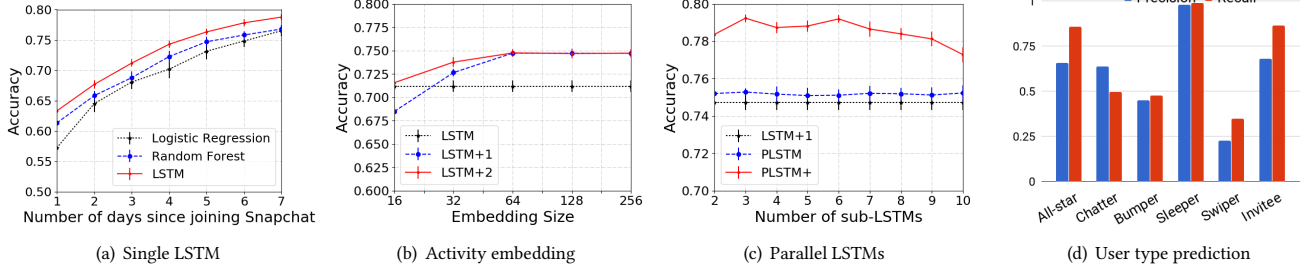 0.80
0.75
0.70
0.65
0.60
0.55
0.50
Accuracy
Logistic Regression
Random Forest
LSTM
1 2 3 4 5 6 7
Number of days since joining Snapchat
(a) Single LSTM
0.800
0.775
0.750
0.725
0.700
0.675
0.650
0.625
0.600
Accuracy
LSTM
LSTM+1
LSTM+2
16 32 64 128 256
Embedding Size
(b) Activity embedding
0.80
0.78
0.76
0.74
0.72
0.70
Accuracy
LSTM+1
PLSTM
PLSTM+
2 3 4 5 6 7 8 9 10
Number of sub-LSTMs
(c) Parallel LSTMs
Precision Recall
1
0.75
0.5
0.25
0
All-star Chatter Bumper Sleeper Swiper Invitee
(d) User type prediction